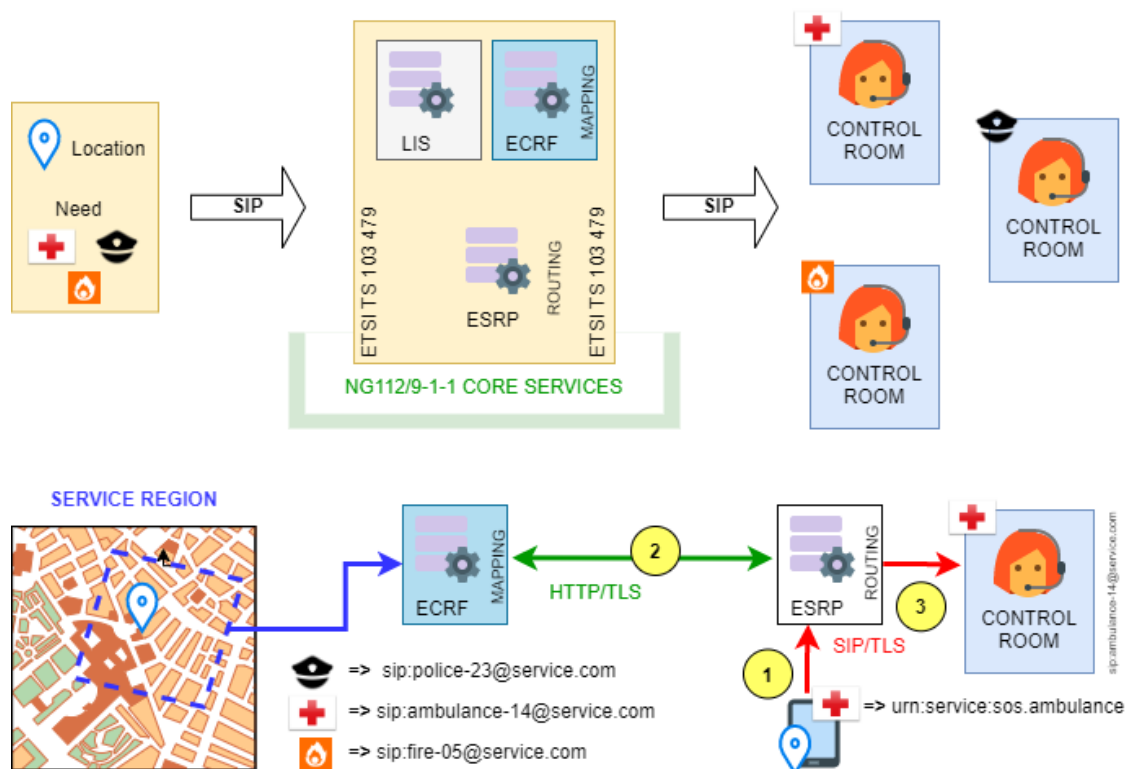 Location
Need
SIP
LIS
ECRF
MAPPING
ESRP
ROUTING
ETSI TS 103 479
ETSI TS 103 479
NG112/9-1-1 CORE SERVICES
SIP
CONTROL
ROOM
CONTROL
ROOM
CONTROL
ROOM
SERVICE REGION
ECRF
MAPPING
2
HTTP/TLS
ESRP
ROUTING
3
SIP/TLS
1
CONTROL
ROOM
sip:ambulance-14@service.com
=> sip:police-23@service.com
=> sip:ambulance-14@service.com
=> sip:fire-05@service.com
=> urn:service:sos.ambulance